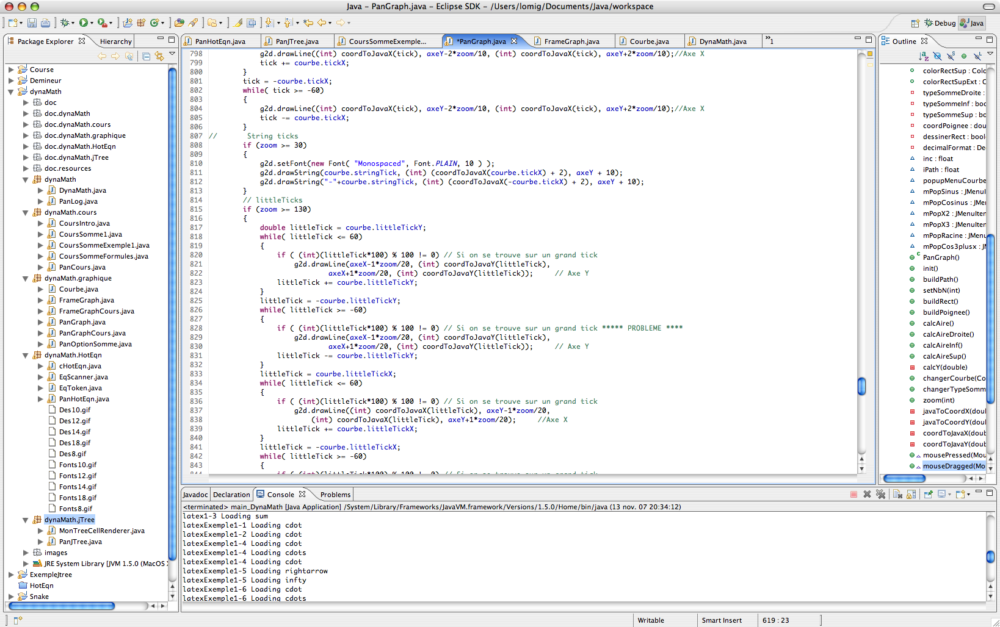 Java – PanGraph.java – Eclipse SDK – /Users/lomig/Documents/Java/workspace
Debug
Java
Package Explorer
Hierarchy
Course
Demineur
dynaMath
doc
doc.dynaMath
doc.dynaMath.cours
doc.dynaMath.graphique
doc.dynaMath.HotEqn
doc.dynaMath.jTree
doc.resources
dynaMath
DynaMath.java
PanLog.java
dynaMath.cours
CoursIntro.java
CoursSomme1.java
CoursSommeExemple1.java
CoursSommeFormules.java
PanCours.java
dynaMath.graphique
Courbe.java
FrameGraph.java
FrameGraphCours.java
PanGraph.java
PanGraphCours.java
PanOptionSomme.java
dynaMath.HotEqn
cHotEqn.java
EqScanner.java
EqToken.java
PanHotEqn.java
Des10.gif
Des12.gif
Des14.gif
Des18.gif
Des8.gif
Fonts10.gif
Fonts12.gif
Fonts14.gif
Fonts18.gif
Fonts8.gif
dynaMath.jTree
MonTreeCellRenderer.java
PanJTree.java
images
JRE System Library [JVM 1.5.0 (MacOS
ExempleJtree
HotEqn
Snake
PanHotEqn.java
PanJTree.java
CoursSommeExemple...
*PanGraph.java
FrameGraph.java
Courbe.java
DynaMath.java
»1
798 g2d.drawLine((int) coordToJavaX(tick), axeY-2*zoom/10, (int) coordToJavaX(tick), axeY+2*zoom/10);//Axe X
799 tick += courbe.tickX;
800 }
801 tick = -courbe.tickX;
802 while( tick >= -60)
803 {
804 g2d.drawLine((int) coordToJavaX(tick), axeY-2*zoom/10, (int) coordToJavaX(tick), axeY+2*zoom/10);//Axe X
805 tick -= courbe.tickX;
806 }
807 // String ticks
808 if (zoom >= 30)
809 {
810 g2d.setFont(new Font( "Monospaced", Font.PLAIN, 10 ) );
811 g2d.drawString(courbe.stringTick, (int) (coordToJavaX(courbe.tickX) + 2), axeY + 10);
812 g2d.drawString("-"+courbe.stringTick, (int) (coordToJavaX(-courbe.tickX) + 2), axeY + 10);
813 }
814 // littleTicks
815 if (zoom >= 130)
816 {
817 double littleTick = courbe.littleTickY;
818 while( littleTick <= 60)
819 {
820 if ( (int)(littleTick*100) % 100 != 0) // Si on se trouve sur un grand tick
821 g2d.drawLine(axeX-1*zoom/20, (int) coordToJavaY(littleTick),
822 axeX+1*zoom/20, (int) coordToJavaY(littleTick)); // Axe Y
823 littleTick += courbe.littleTickY;
824 }
825 littleTick = -courbe.littleTickY;
826 while( littleTick >= -60)
827 {
828 if ( (int)(littleTick*100) % 100 != 0) // Si on se trouve sur un grand tick ***** PROBLEME ****
829 g2d.drawLine(axeX-1*zoom/20, (int) coordToJavaY(littleTick),
830 axeX+1*zoom/20, (int) coordToJavaY(littleTick)); // Axe Y
831 littleTick -= courbe.littleTickY;
832 }
833 littleTick = courbe.littleTickX;
834 while( littleTick <= 60)
835 {
836 if ( (int)(littleTick*100) % 100 != 0) // Si on se trouve sur un grand tick
837 g2d.drawLine((int) coordToJavaX(littleTick), axeY-1*zoom/20,
838 (int) coordToJavaX(littleTick), axeY+1*zoom/20); //Axe X
839 littleTick += courbe.littleTickX;
840 }
841 littleTick = -courbe.littleTickX;
842 while( littleTick >= -60)
843 {
844 if ( (int)(littleTick*100) % 100 != 0) // Si on se trouve sur un grand tick
Outline
colorRectSup : Colo
colorRectSupExt : C
typeSommeDroite :
typeSommeInf : boo
typeSommeSup : bo
coordPoignee : dou
dessinerRect : bool
decimalFormat : De
inc : float
iPath : float
popupMenuCourbe
mPopSinus : JMenuI
mPopCosinus : JMe
mPopX2 : JMenuIten
mPopX3 : JMenuIten
mPopRacine : JMenu
mPopCos3plusx : J
PanGraph()
init()
buildPath()
setNbN(int)
buildRect()
buildPoignee()
calcAire()
calcAireDroite()
calcAireInf()
calcAireSup()
calcY(double)
changerCourbe(Co
changerTypeSomm
zoom(int)
javaToCoordX(doul
javaToCoordY(doul
coordToJavaX(doub
coordToJavaY(doub
mousePressed(Mou
mouseDragged(Mo
Javadoc
Declaration
Console
Problems
<terminated> main_DynaMath [Java Application] /System/Library/Frameworks/JavaVM.framework/Versions/1.5.0/Home/bin/java (13 nov. 07 20:34:12)
latex1-3 Loading sum
latexExemple1-1 Loading cdot
latexExemple1-2 Loading cdot
latexExemple1-4 Loading cdot
latexExemple1-4 Loading cdots
latexExemple1-4 Loading cdot
latexExemple1-5 Loading rightarrow
latexExemple1-5 Loading infty
latexExemple1-6 Loading cdot
latexExemple1-6 Loading cdots
Writable
Smart Insert
619 : 23